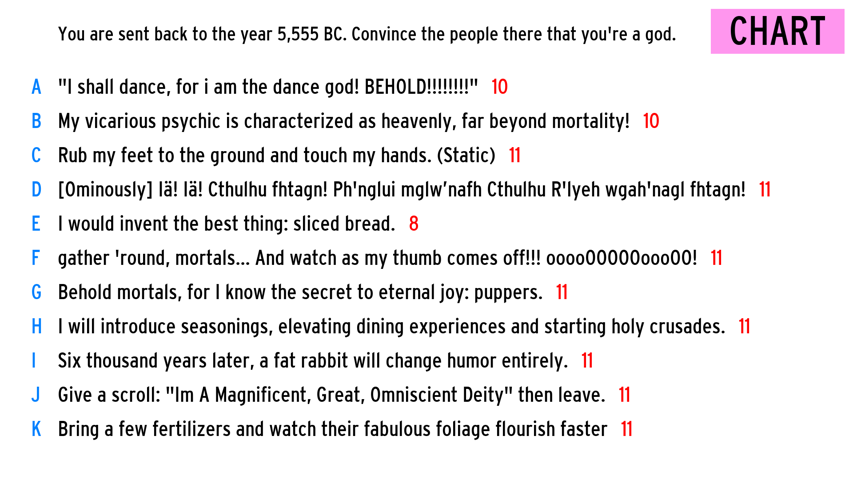 You are sent back to the year 5,555 BC. Convince the people there that you're a god.
CHART
A "I shall dance, for i am the dance god! BEHOLD!!!!!!!!" 10
B My vicarious psychic is characterized as heavenly, far beyond mortality! 10
C Rub my feet to the ground and touch my hands. (Static) 11
D [Ominously] Iä! Iä! Cthulhu fhtagn! Ph'nglui mglw’nafh Cthulhu R'lyeh wgah'nagl fhtagn! 11
E I would invent the best thing: sliced bread. 8
F gather 'round, mortals... And watch as my thumb comes off!!! oooo00000ooo00! 11
G Behold mortals, for I know the secret to eternal joy: puppers. 11
H I will introduce seasonings, elevating dining experiences and starting holy crusades. 11
I Six thousand years later, a fat rabbit will change humor entirely. 11
J Give a scroll: "Im A Magnificent, Great, Omniscient Deity" then leave. 11
K Bring a few fertilizers and watch their fabulous foliage flourish faster 11